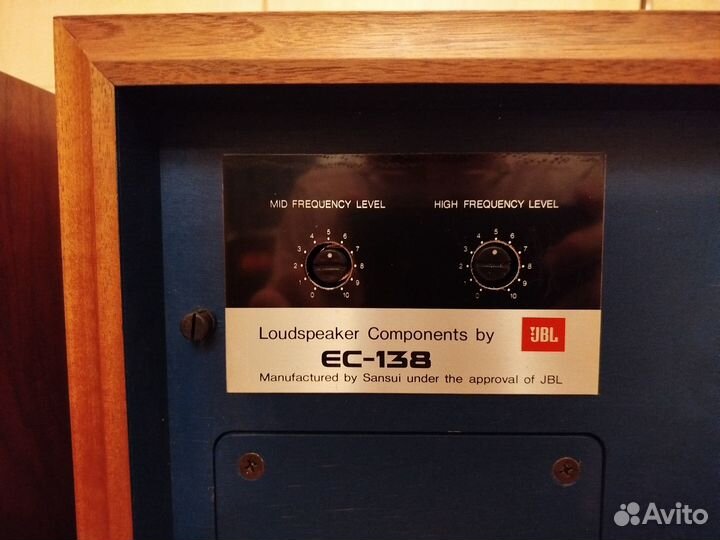 MID FREQUENCY LEVEL
HIGH FREQUENCY LEVEL
0 1 2 3 4 5 6 7 8 9 10
0 1 2 3 4 5 6 7 8 9 10
Loudspeaker Components by JBL
EC-138
Manufactured by Sansui under the approval of JBL
Avito